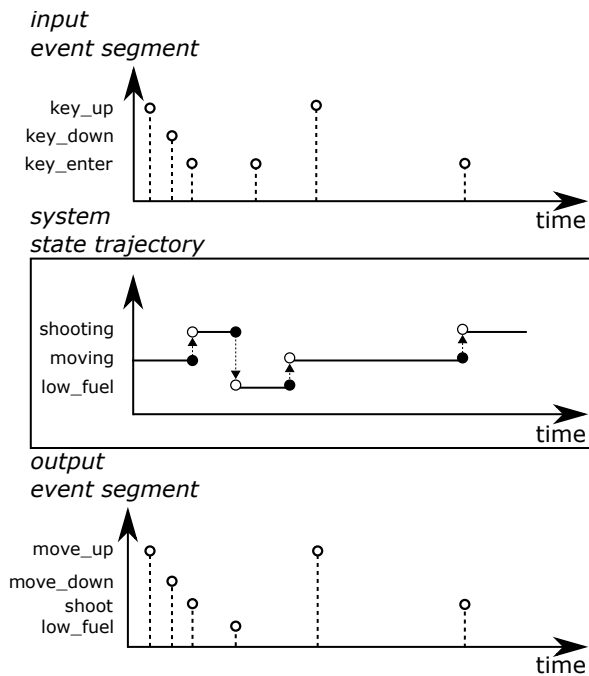 input
event segment
key_up
key_down
key_enter
time
system
state trajectory
shooting
moving
low_fuel
time
output
event segment
move_up
move_down
shoot
low_fuel
time